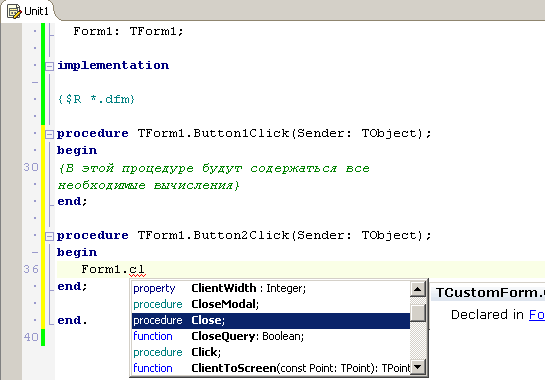 Unit1
Form1: TForm1;
implementation
{$R *.dfm}
procedure TForm1.Button1Click(Sender: TObject);
begin
30 {В этой процедуре будут содержаться все
необходимые вычисления}
end;
procedure TForm1.Button2Click(Sender: TObject);
begin
36 Form1.cl
end;
property ClientWidth : Integer;
procedure CloseModal;
procedure Close;
function CloseQuery: Boolean;
procedure Click;
function ClientToScreen(const Point: TPoint): TPoint
TCustomForm.
Declared in Fo
end.
40